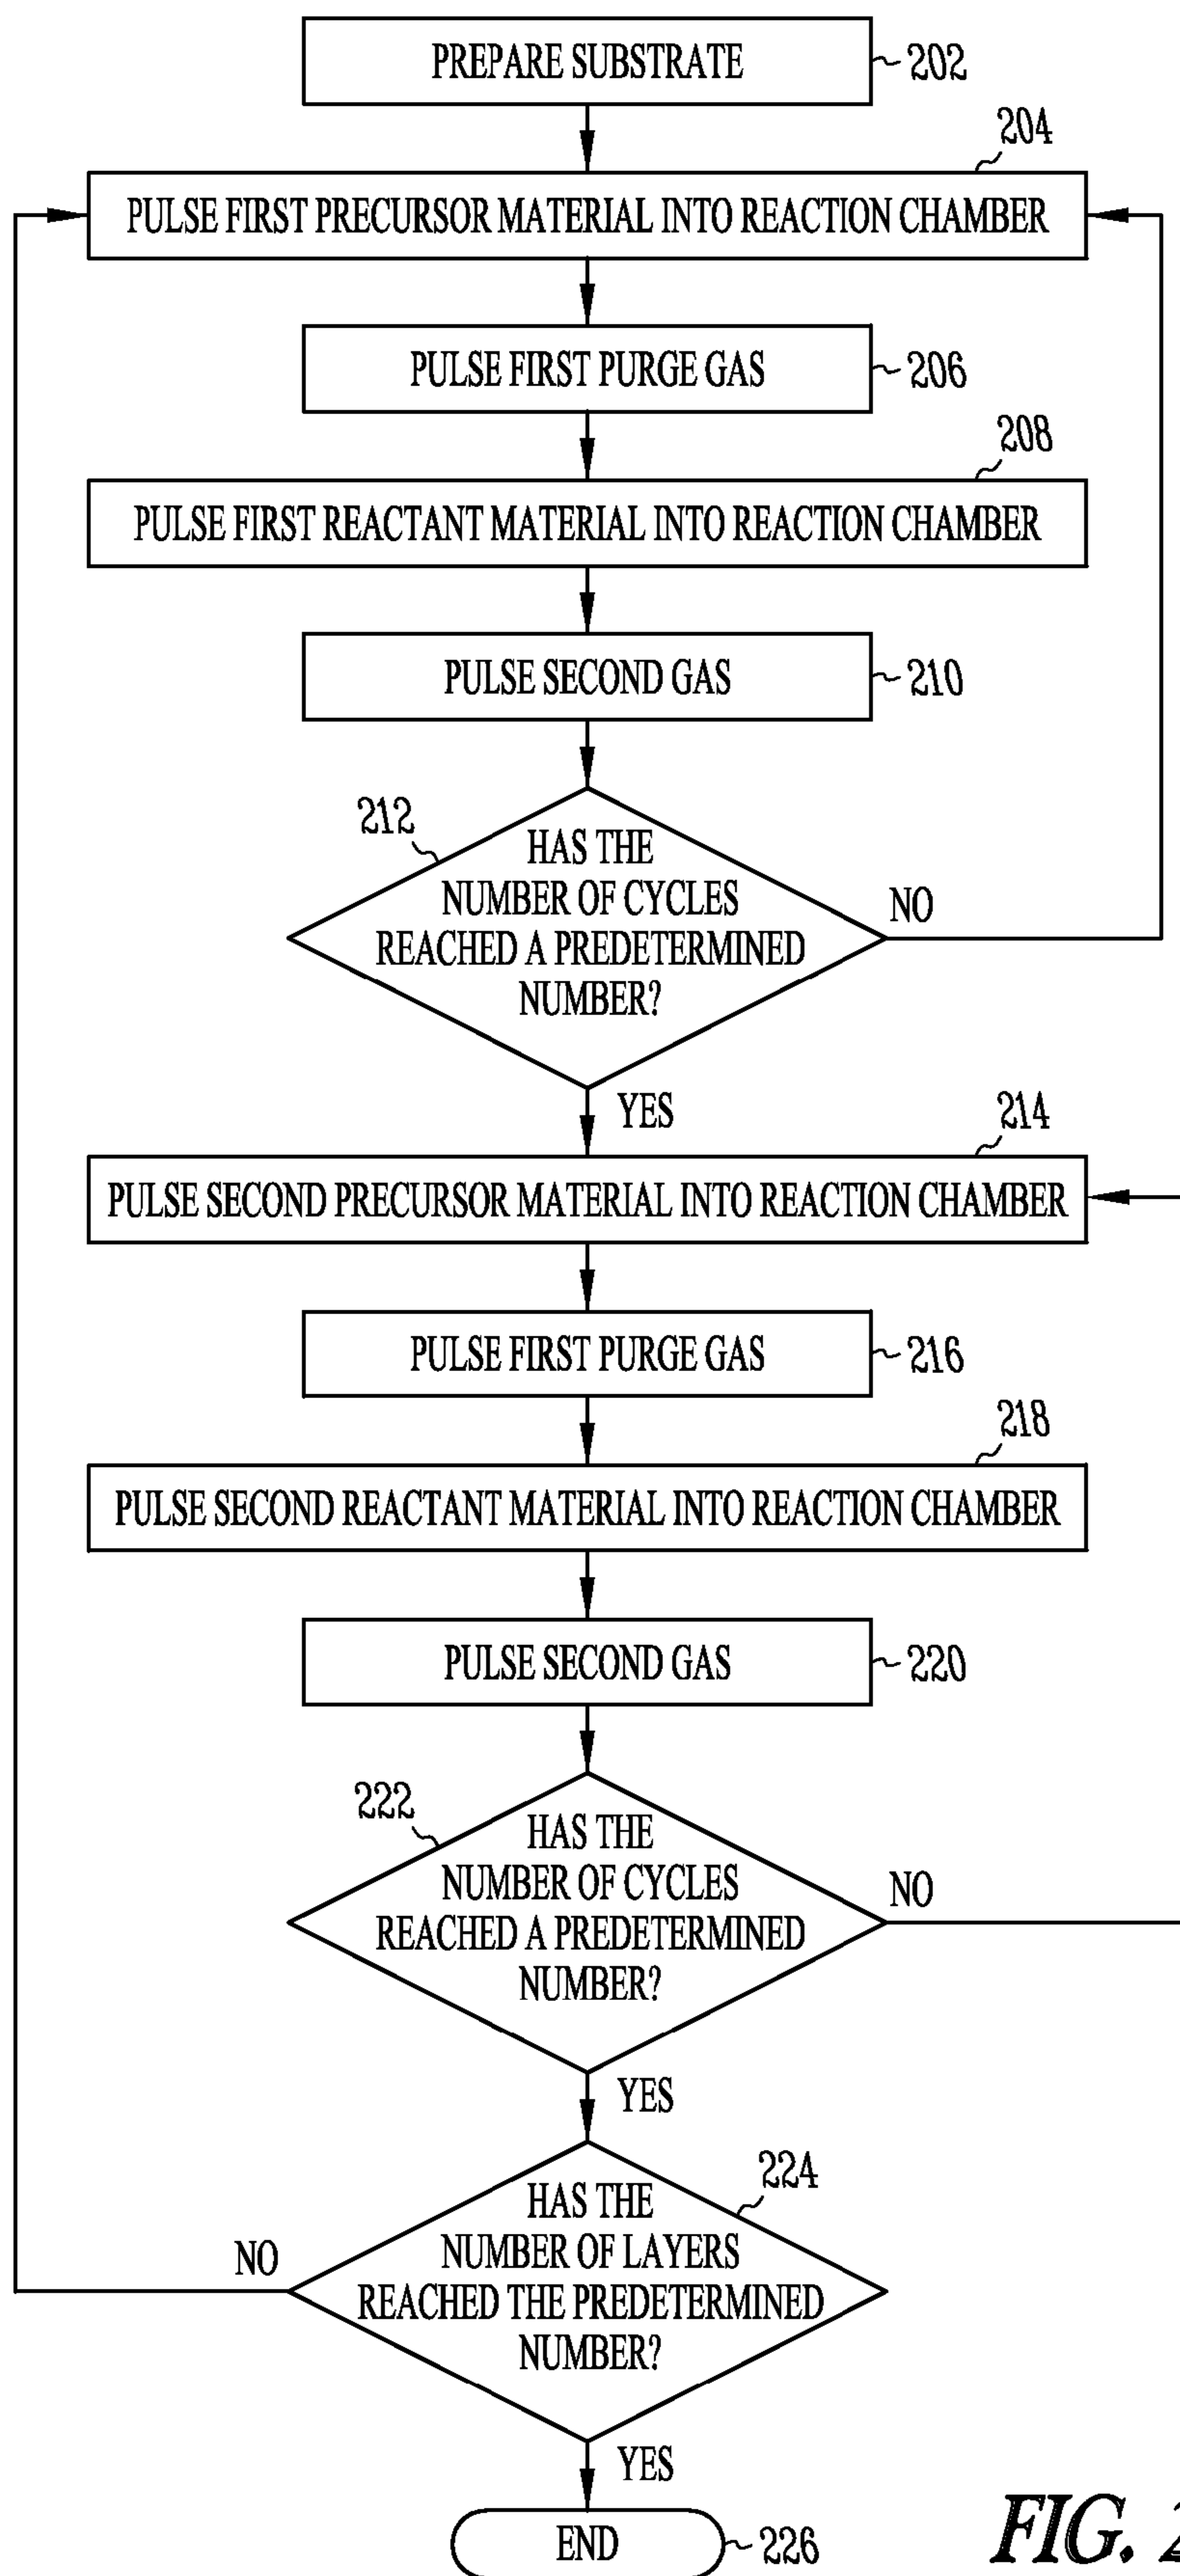 PREPARE SUBSTRATE
202
204
PULSE FIRST PRECURSOR MATERIAL INTO REACTION CHAMBER
PULSE FIRST PURGE GAS
206
208
PULSE FIRST REACTANT MATERIAL INTO REACTION CHAMBER
PULSE SECOND GAS
210
212
HAS THE
NUMBER OF CYCLES
REACHED A PREDETERMINED
NUMBER?
NO
YES
214
PULSE SECOND PRECURSOR MATERIAL INTO REACTION CHAMBER
PULSE FIRST PURGE GAS
216
218
PULSE SECOND REACTANT MATERIAL INTO REACTION CHAMBER
PULSE SECOND GAS
220
222
HAS THE
NUMBER OF CYCLES
REACHED A PREDETERMINED
NUMBER?
NO
YES
224
HAS THE
NUMBER OF LAYERS
REACHED THE PREDETERMINED
NUMBER?
NO
YES
END
226
FIG. 2